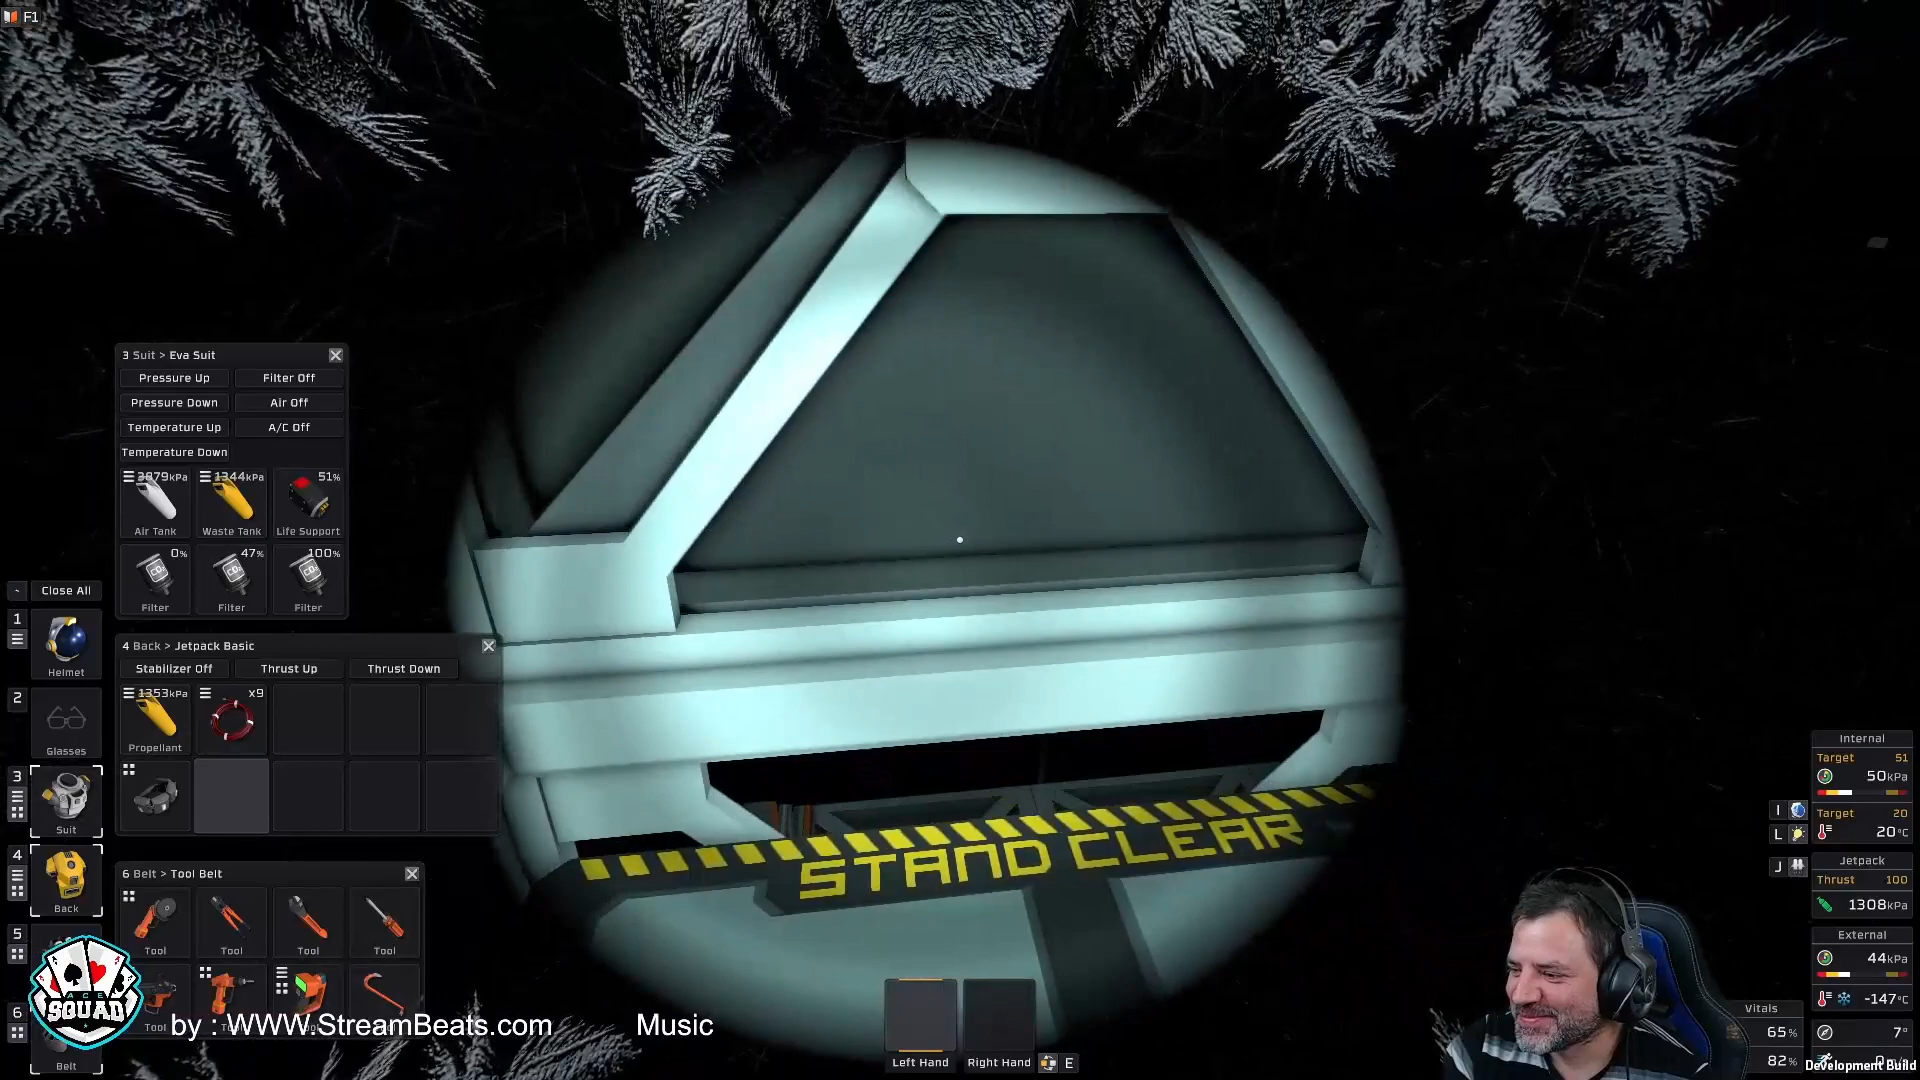 F1
3 Suit > Eva Suit
Pressure Up
Filter Off
Pressure Down
Air Off
Temperature Up
A/C Off
Temperature Down
3879kPa
1344kPa
51%
Air Tank
Waste Tank
Life Support
0%
47%
100%
Filter
Filter
Filter
~
Close All
1
Helmet
2
Glasses
3
Suit
4
Back
5
6
Belt
4 Back > Jetpack Basic
Stabilizer Off
Thrust Up
Thrust Down
1353kPa
x9
Propellant
6 Belt > Tool Belt
Tool
Tool
Tool
Tool
Tool
ACE
SQUAD
by : WWW.StreamBeats.com
Music
STAND CLEAR
Left Hand
Right Hand
E
Internal
Target 51
50kPa
Target 20
20°C
I
L
J
Jetpack
Thrust 100
1308kPa
External
44kPa
-147°C
7°
Vitals
65%
82%
Development Build